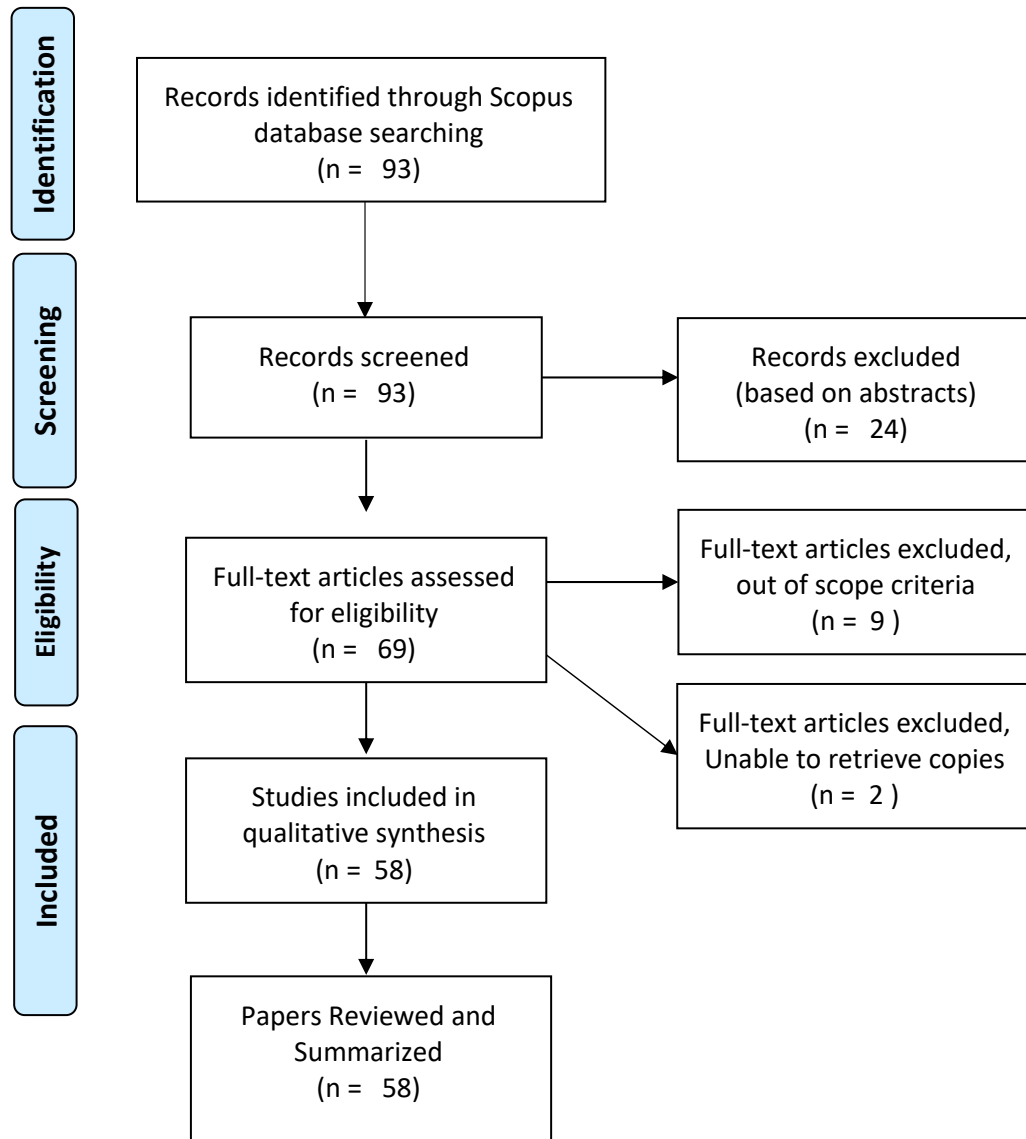 Identification
Records identified through Scopus
database searching
(n = 93)
Screening
Records screened
(n = 93)
Records excluded
(based on abstracts)
(n = 24)
Eligibility
Full-text articles assessed
for eligibility
(n = 69)
Full-text articles excluded,
out of scope criteria
(n = 9 )
Full-text articles excluded,
Unable to retrieve copies
(n = 2 )
Included
Studies included in
qualitative synthesis
(n = 58)
Papers Reviewed and
Summarized
(n = 58)